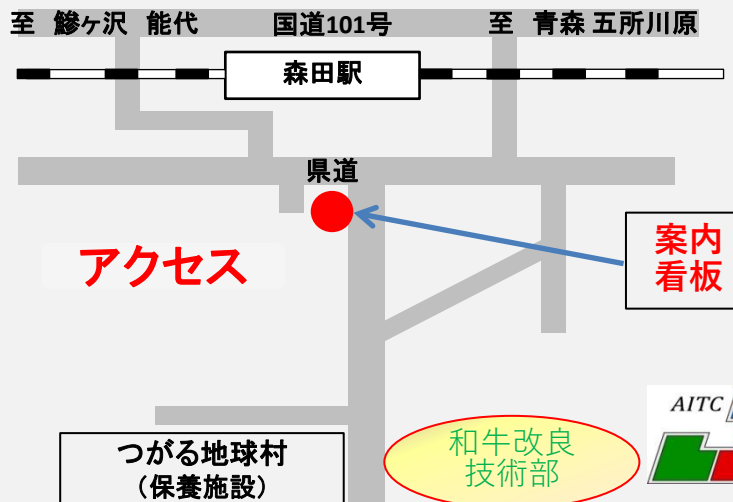 至 鰺ヶ沢 能代 国道101号 至 青森 五所川原
森田駅
県道
アクセス
案内
看板
つがる地球村
（保養施設）
和牛改良
技術部
AITC